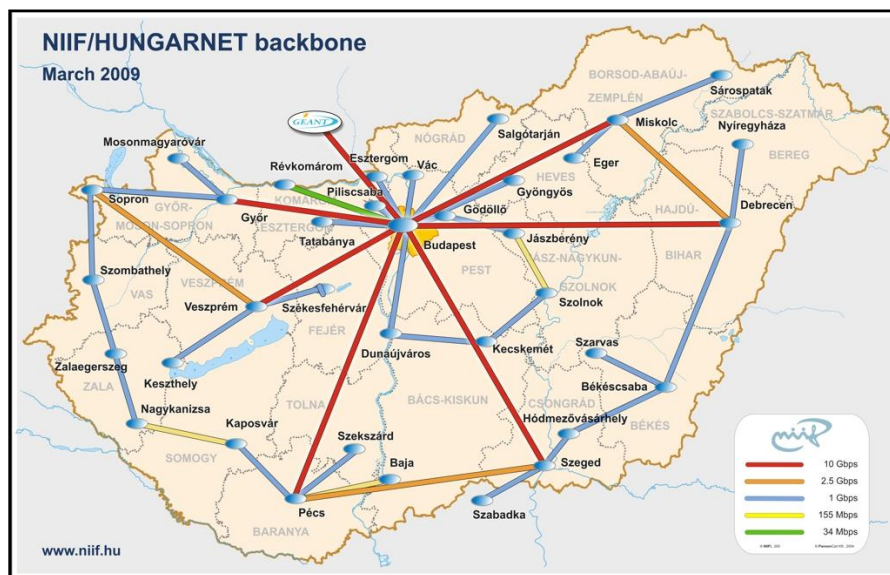 NIIF/HUNGARNET backbone
March 2009
GÉANT
BORSOD-ABAÚJ-
ZEMPLÉN
Sárospatak
Mosonmagyaróvár
Salgótarján
Miskolc
SZABOLCS-SZATMÁR
Nyíregyháza
NÓGRÁD
Révkomárom
Esztergom
Vác
Eger
BEREG
Piliscsaba
HEVES
Gyöngyös
Sopron
KOMÁROM
Gödöllő
HAJDÚ-
Debrecen
GYŐR-
MOSON-SOPRON
Győr
ESZTERGOM
Tatabánya
Budapest
Jászberény
JÁSZ-NAGYKUN-
BIHAR
Szombathely
VAS
VESZPRÉM
PEST
SZOLNOK
Veszprém
Székesfehérvár
Szolnok
FEJÉR
Dunaújváros
Kecskemét
Szarvas
Zalaegerszeg
ZALA
Keszthely
Békéscsaba
TOLNA
BÁCS-KISKUN
CSONGRÁD
BÉKÉS
Nagykanizsa
Kaposvár
Hódmezővásárhely
Szekszárd
SOMOGY
Baja
Szeged
Pécs
Szabadka
BARANYA
www.niif.hu
niif
10 Gbps
2.5 Gbps
1 Gbps
155 Mbps
34 Mbps